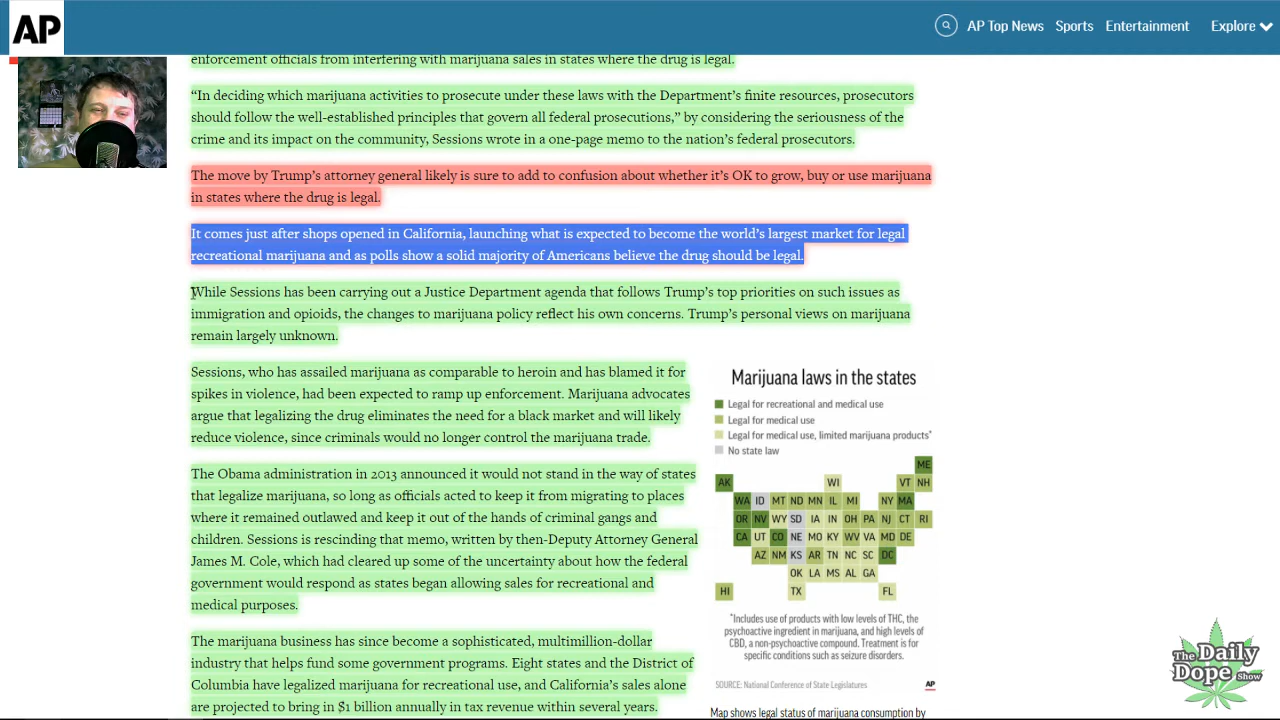 AP
AP Top News
Sports
Entertainment
Explore
enforcement officials from interfering with marijuana sales in states where the drug is legal.
“In deciding which marijuana activities to prosecute under these laws with the Department’s finite resources, prosecutors
should follow the well-established principles that govern all federal prosecutions,” by considering the seriousness of the
crime and its impact on the community, Sessions wrote in a one-page memo to the nation’s federal prosecutors.
The move by Trump’s attorney general likely is sure to add to confusion about whether it’s OK to grow, buy or use marijuana
in states where the drug is legal.
It comes just after shops opened in California, launching what is expected to become the world’s largest market for legal
recreational marijuana and as polls show a solid majority of Americans believe the drug should be legal.
While Sessions has been carrying out a Justice Department agenda that follows Trump’s top priorities on such issues as
immigration and opioids, the changes to marijuana policy reflect his own concerns. Trump’s personal views on marijuana
remain largely unknown.
Sessions, who has assailed marijuana as comparable to heroin and has blamed it for
spikes in violence, had been expected to ramp up enforcement. Marijuana advocates
argue that legalizing the drug eliminates the need for a black market and will likely
reduce violence, since criminals would no longer control the marijuana trade.
The Obama administration in 2013 announced it would not stand in the way of states
that legalize marijuana, so long as officials acted to keep it from migrating to places
where it remained outlawed and keep it out of the hands of criminal gangs and
children. Sessions is rescinding that memo, written by then-Deputy Attorney General
James M. Cole, which had cleared up some of the uncertainty about how the federal
government would respond as states began allowing sales for recreational and
medical purposes.
The marijuana business has since become a sophisticated, multimillion-dollar
industry that helps fund some government programs. Eight states and the District of
Columbia have legalized marijuana for recreational use, and California’s sales alone
are projected to bring in $1 billion annually in tax revenue within several years.
Marijuana laws in the states
Legal for recreational and medical use
Legal for medical use
Legal for medical use, limited marijuana products*
No state law
ME
AK WI VT NH
WA ID MT ND MN IL MI NY MA
OR NV WY SD IA IN OH PA NJ CT RI
CA UT CO NE MO KY WV VA MD DE
AZ NM KS AR TN NC SC DC
OK LA MS AL GA
HI TX FL
*Includes use of products with low levels of THC, the
psychoactive ingredient in marijuana, and high levels of
CBD, a non-psychoactive compound. Treatment is for
specific conditions such as seizure disorders.
SOURCE: National Conference of State Legislatures
AP
Map shows legal status of marijuana consumption by
The Daily
Dope Show